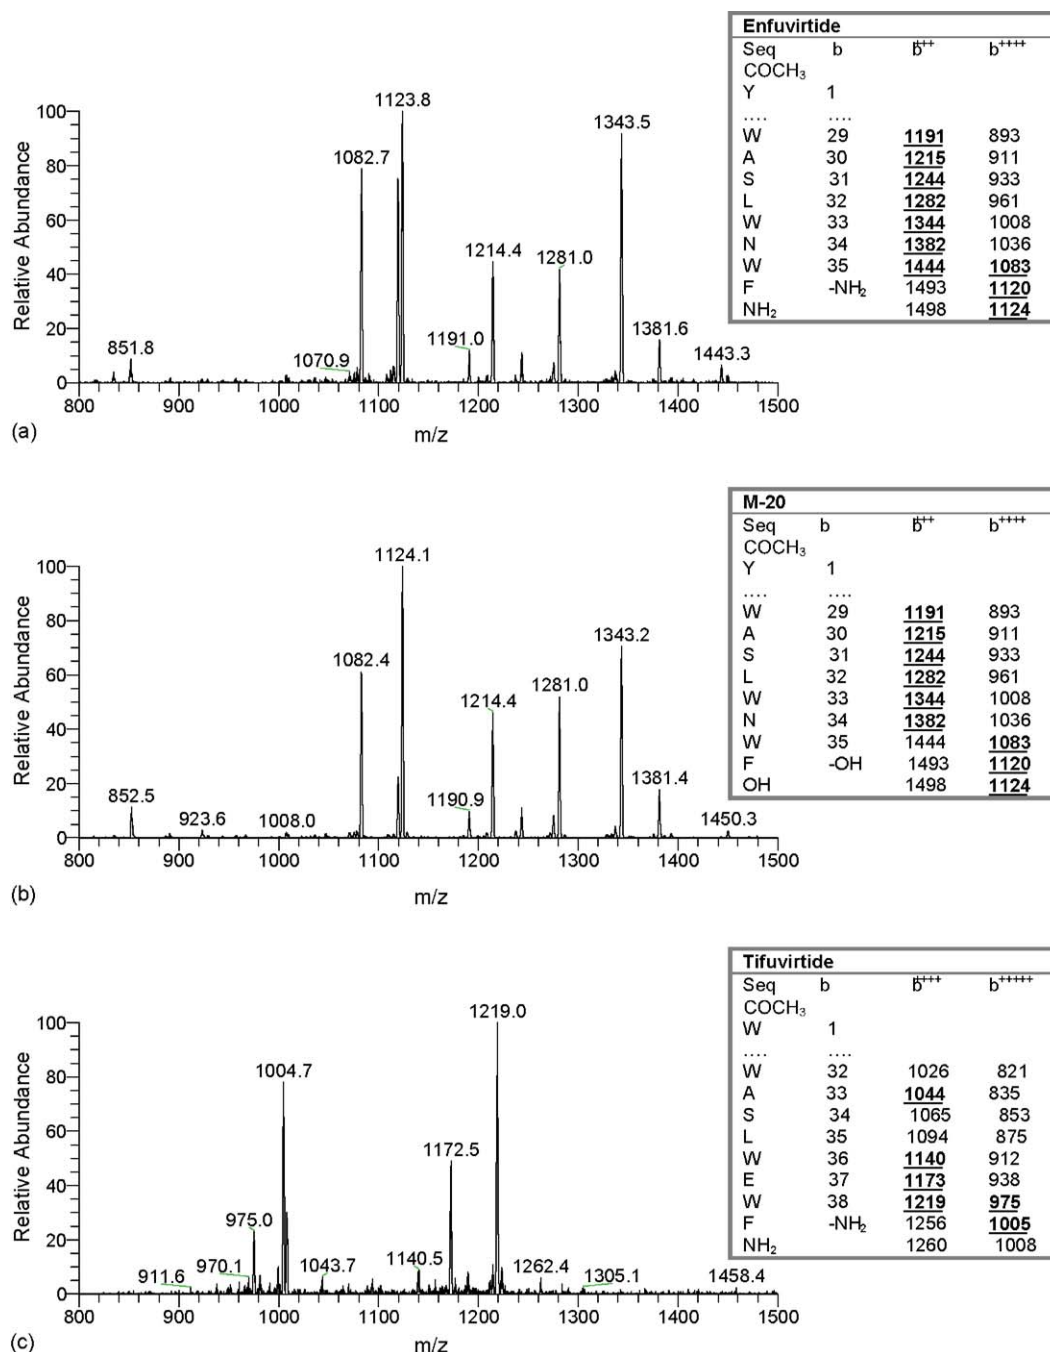 Enfuvirtide
Seq b b+++ b++++
COCH₃
Y 1
.... ....
W 29 1191 893
A 30 1215 911
S 31 1244 933
L 32 1282 961
W 33 1344 1008
N 34 1382 1036
W 35 1444 1083
F -NH₂ 1493 1120
NH₂ 1498 1124
Relative Abundance
100
80
60
40
20
0
1123.8
1343.5
1082.7
1214.4
1281.0
1191.0
1381.6
1443.3
1070.9
851.8
800 900 1000 1100 1200 1300 1400 1500
m/z
(a)
M-20
Seq b b+++ b++++
COCH₃
Y 1
.... ....
W 29 1191 893
A 30 1215 911
S 31 1244 933
L 32 1282 961
W 33 1344 1008
N 34 1382 1036
W 35 1444 1083
F -OH 1493 1120
OH 1498 1124
Relative Abundance
100
80
60
40
20
0
1124.1
1343.2
1082.4
1214.4
1281.0
1190.9
1381.4
852.5
923.6
1008.0
1450.3
800 900 1000 1100 1200 1300 1400 1500
m/z
(b)
Tifuvirtide
Seq b b++++ b+++++
COCH₃
W 1
.... ....
W 32 1026 821
A 33 1044 835
S 34 1065 853
L 35 1094 875
W 36 1140 912
E 37 1173 938
W 38 1219 975
F -NH₂ 1256 1005
NH₂ 1260 1008
Relative Abundance
100
80
60
40
20
0
1219.0
1004.7
1172.5
975.0
970.1
911.6
1043.7
1140.5
1262.4
1305.1
1458.4
800 900 1000 1100 1200 1300 1400 1500
m/z
(c)